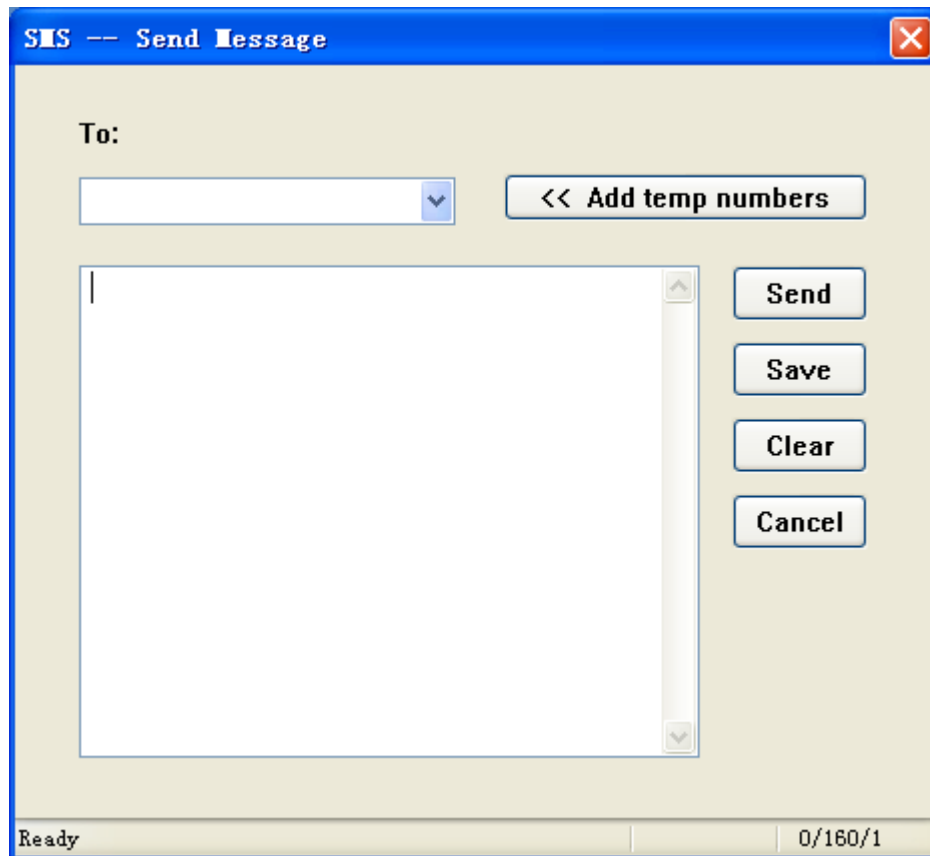 SMS -- Send Message
To:
<< Add temp numbers
Send
Save
Clear
Cancel
Ready
0/160/1